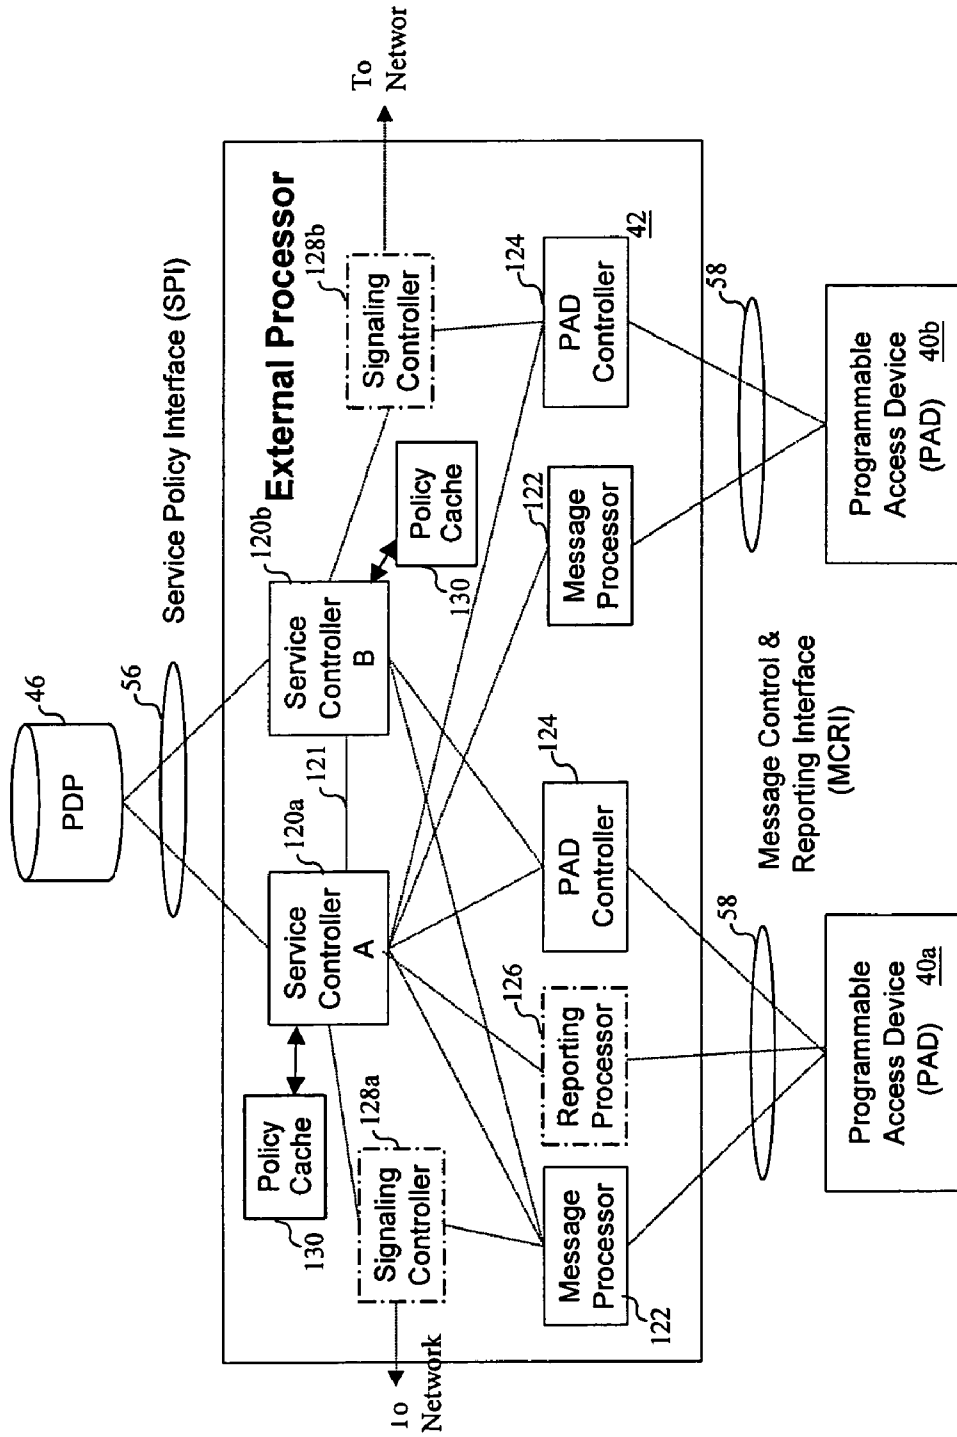 46
PDP
56
Service Policy Interface (SPI)
External Processor
120a
121
120b
Service
Controller
A
Service
Controller
B
130
Policy
Cache
Policy
Cache
130
128a
Signaling
Controller
128b
Signaling
Controller
To
Network
To
Networ
122
Message
Processor
126
Reporting
Processor
124
PAD
Controller
122
Message
Processor
124
PAD
Controller
42
58
58
Message Control &
Reporting Interface
(MCRI)
Programmable
Access Device
(PAD) 40a
Programmable
Access Device
(PAD) 40b